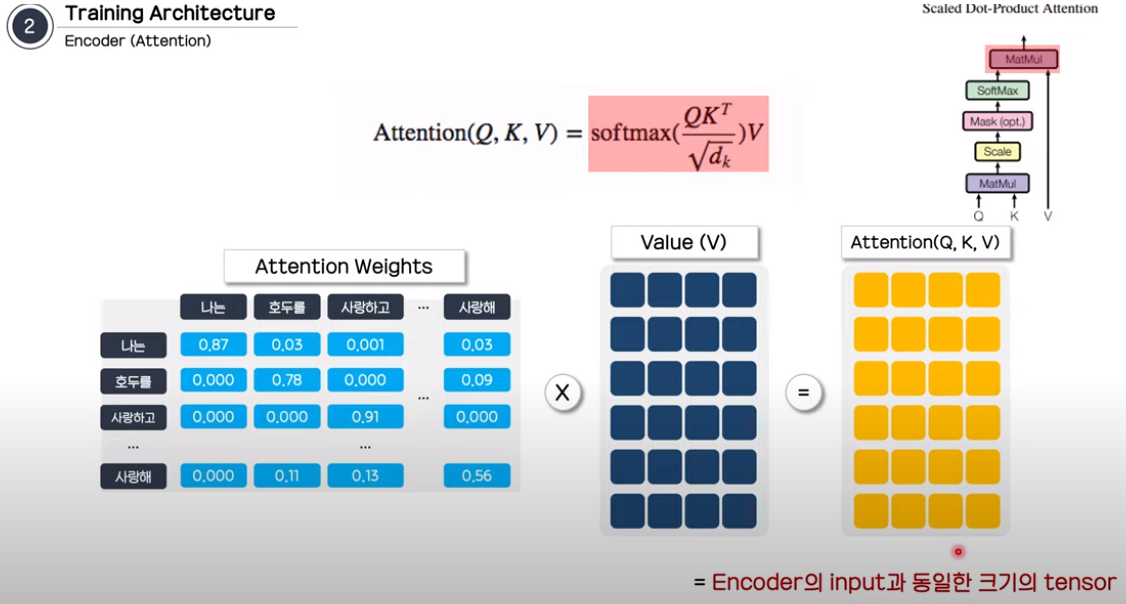 2
Training Architecture
Encoder (Attention)
Scaled Dot-Product Attention
MatMul
SoftMax
Mask (opt.)
Scale
MatMul
Q K V
Attention(Q, K, V) = softmax(QK^T/√d_k)V
Attention Weights
나는 호두를 사랑하고 ... 사랑해
나는 0.87 0.03 0.001 0.03
호두를 0.000 0.78 0.000 0.09
...
사랑하고 0.000 0.000 0.91 0.000
... ...
사랑해 0.000 0.11 0.13 0.56
X
Value (V)
=
Attention(Q, K, V)
= Encoder의 input과 동일한 크기의 tensor